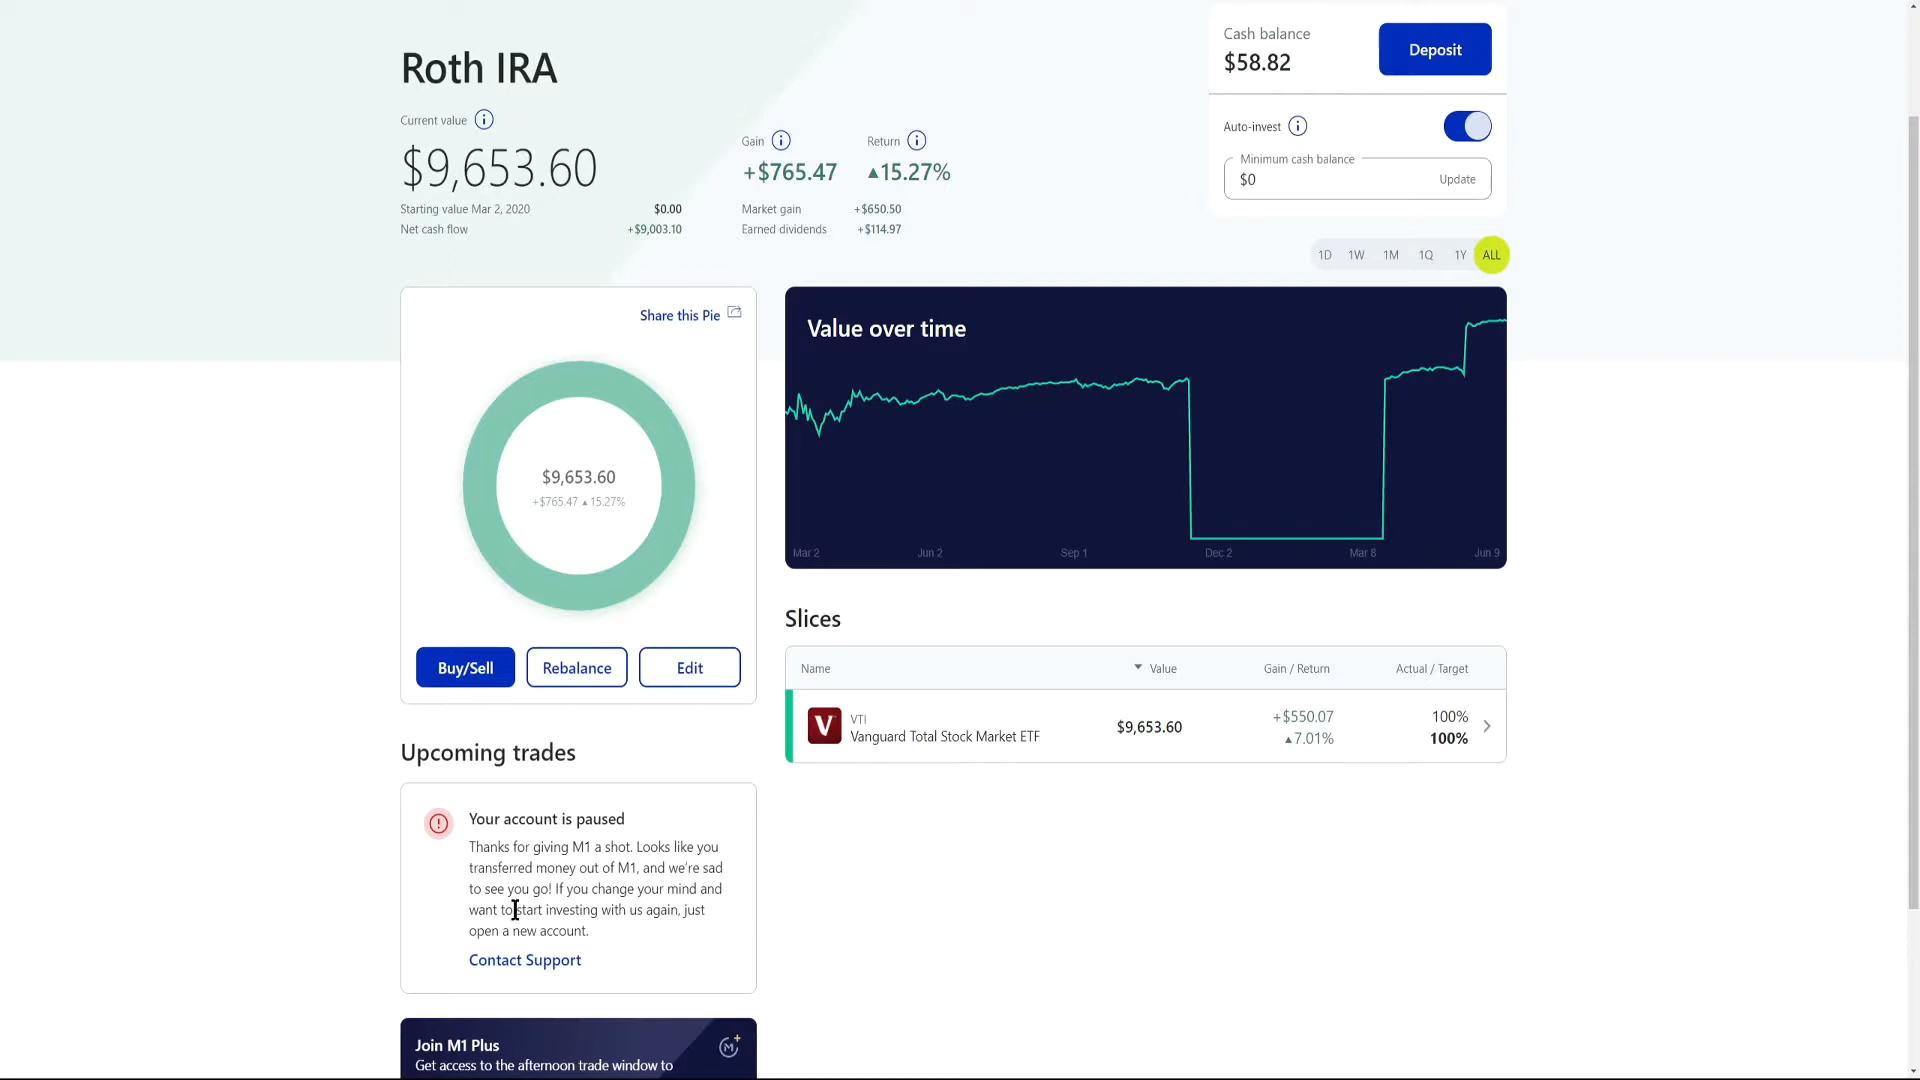 Roth IRA
Current value
$9,653.60
Starting value Mar 2, 2020 $0.00
Net cash flow +$9,003.10
Gain
+$765.47
Return
▲15.27%
Market gain +$650.50
Earned dividends +$114.97
Cash balance
$58.82
Deposit
Auto-invest
Minimum cash balance
$0 Update
1D 1W 1M 1Q 1Y ALL
Share this Pie
$9,653.60
+$765.47 ▲15.27%
Buy/Sell Rebalance Edit
Value over time
Mar 2 Jun 2 Sep 1 Dec 2 Mar 8 Jun 9
Slices
Name Value Gain / Return Actual / Target
V
VTI
Vanguard Total Stock Market ETF
$9,653.60
+$550.07
▲7.01%
100%
100%
Upcoming trades
Your account is paused
Thanks for giving M1 a shot. Looks like you
transferred money out of M1, and we're sad
to see you go! If you change your mind and
want to start investing with us again, just
open a new account.
Contact Support
Join M1 Plus
Get access to the afternoon trade window to
M